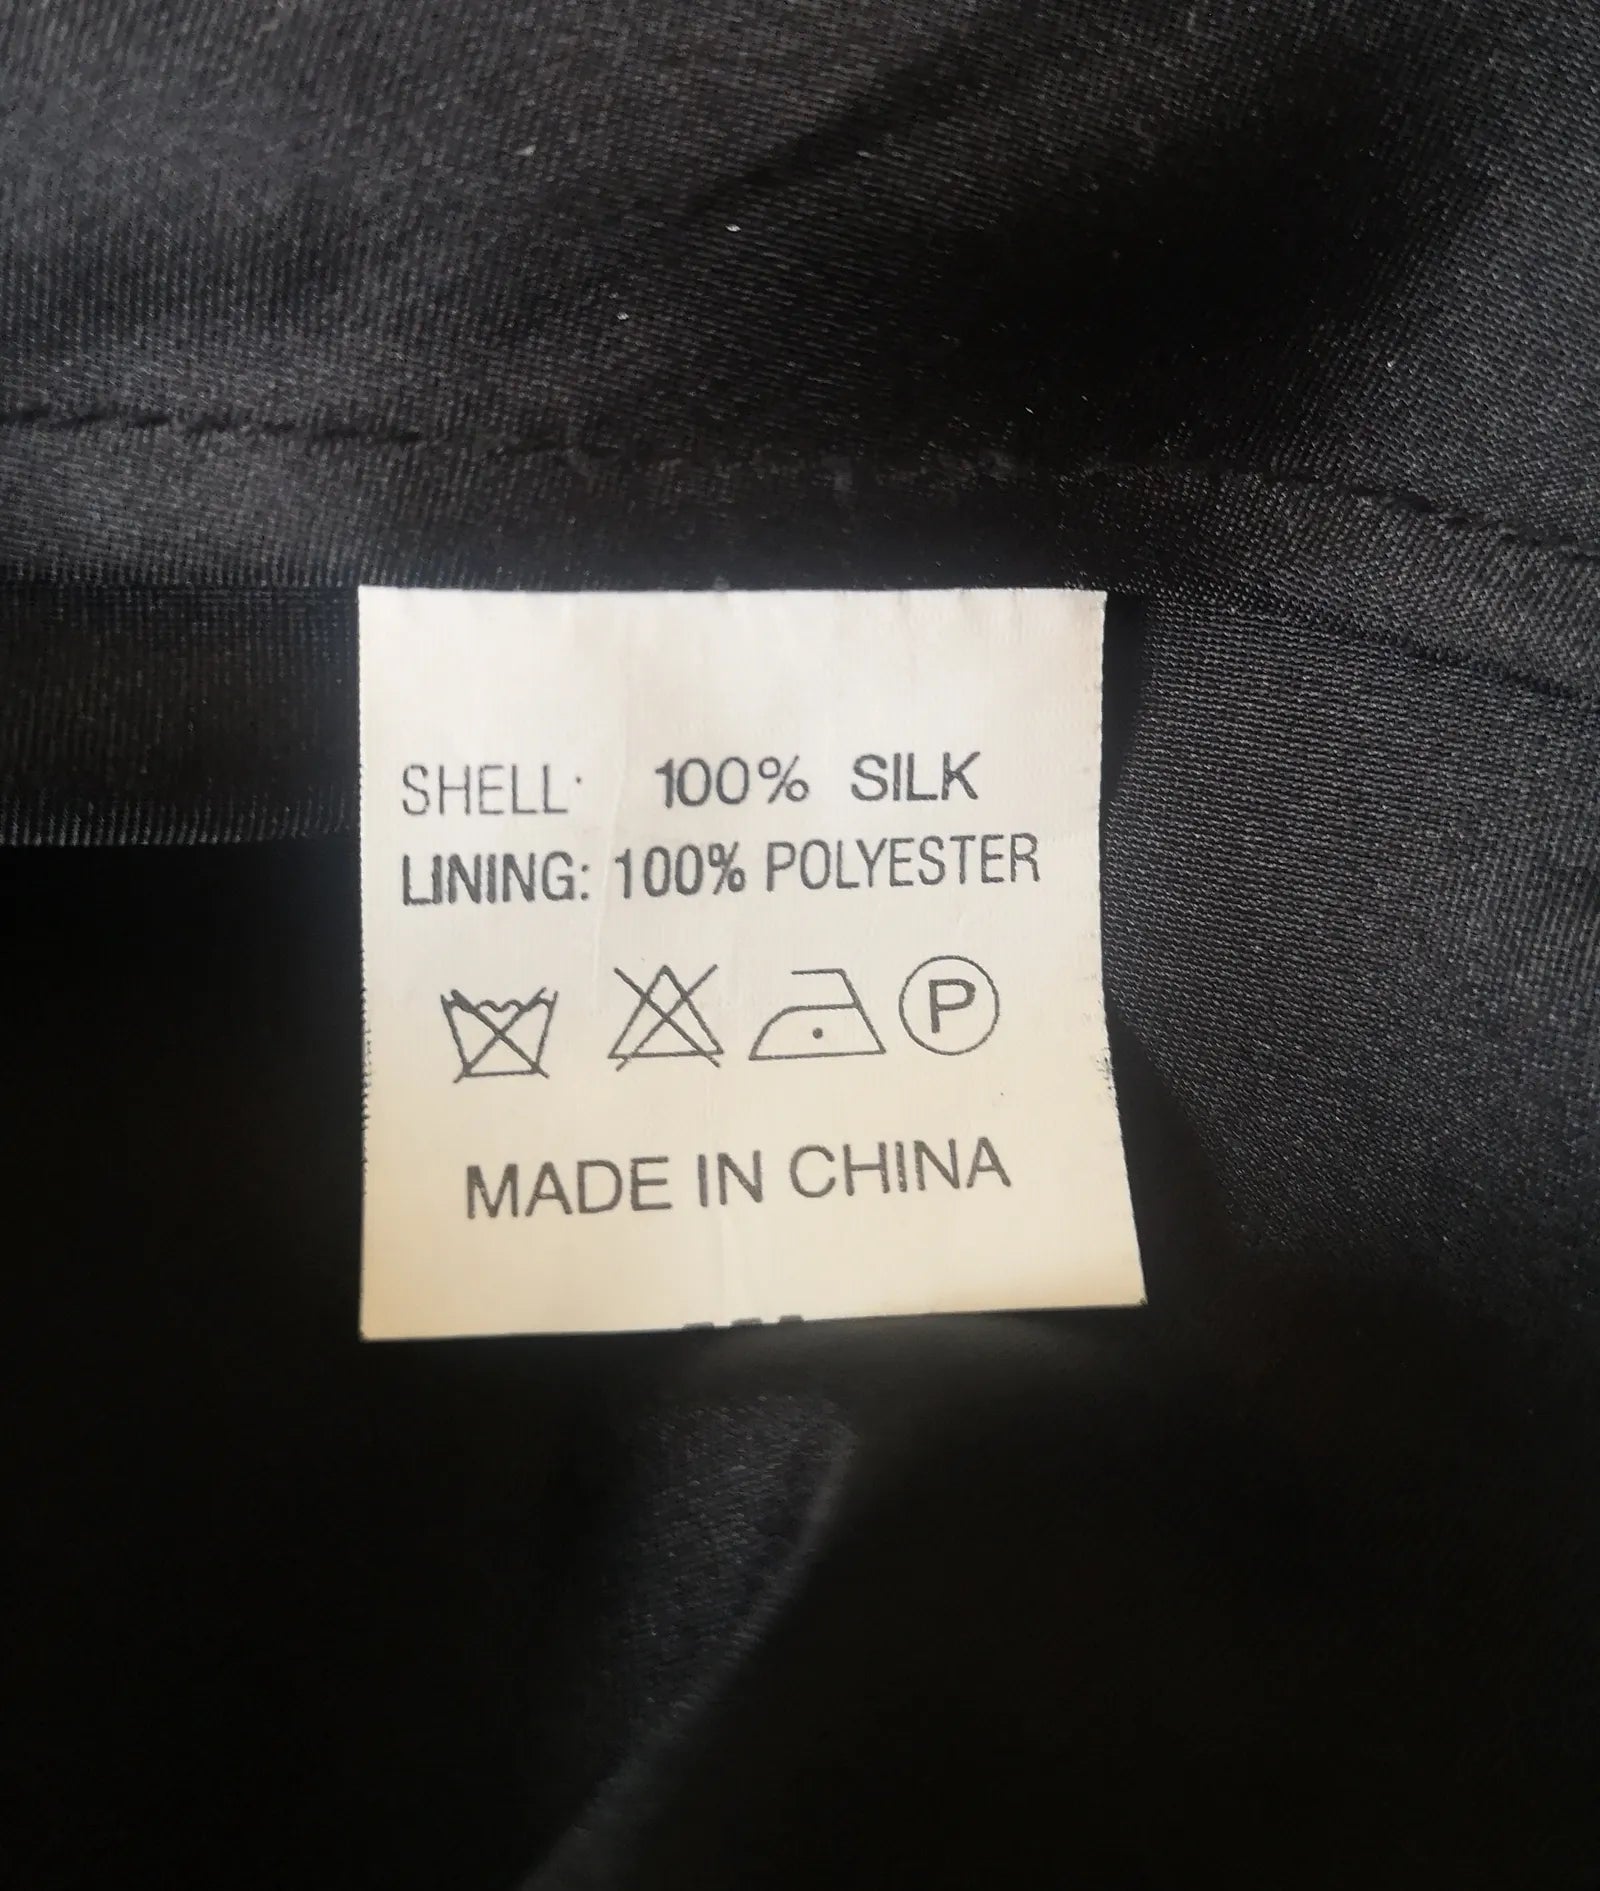 SHELL: 100% SILK
LINING: 100% POLYESTER
P
MADE IN CHINA